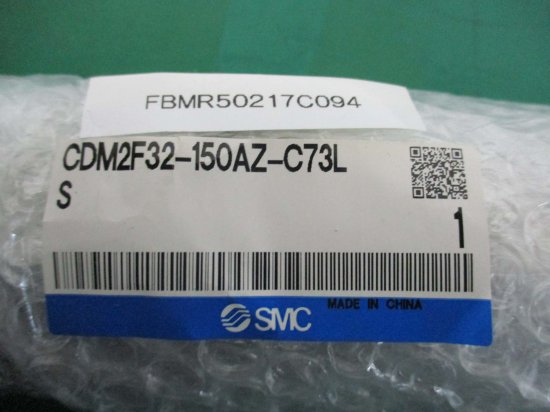 FBMR50217C094
CDM2F32-150AZ-C73L
S
1
MADE IN CHINA
SMC